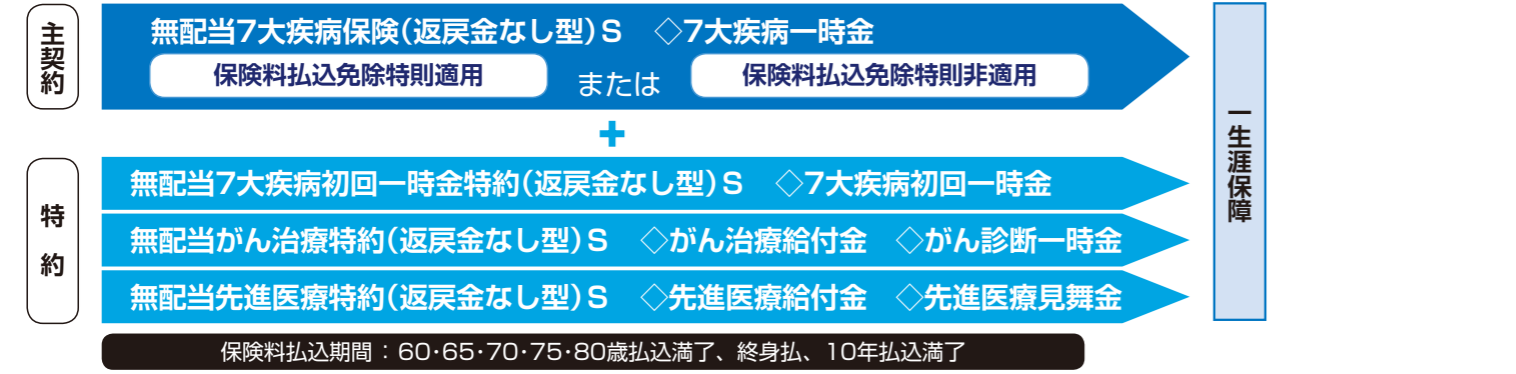 主契約
無配当7大疾病保険(返戻金なし型)S ◇7大疾病一時金
保険料払込免除特則適用 または 保険料払込免除特則非適用
+
特約
無配当7大疾病初回一時金特約(返戻金なし型)S ◇7大疾病初回一時金
無配当がん治療特約(返戻金なし型)S ◇がん治療給付金 ◇がん診断一時金
無配当先進医療特約(返戻金なし型)S ◇先進医療給付金 ◇先進医療見舞金
一生涯保障
保険料払込期間:60・65・70・75・80歳払込満了、終身払、10年払込満了